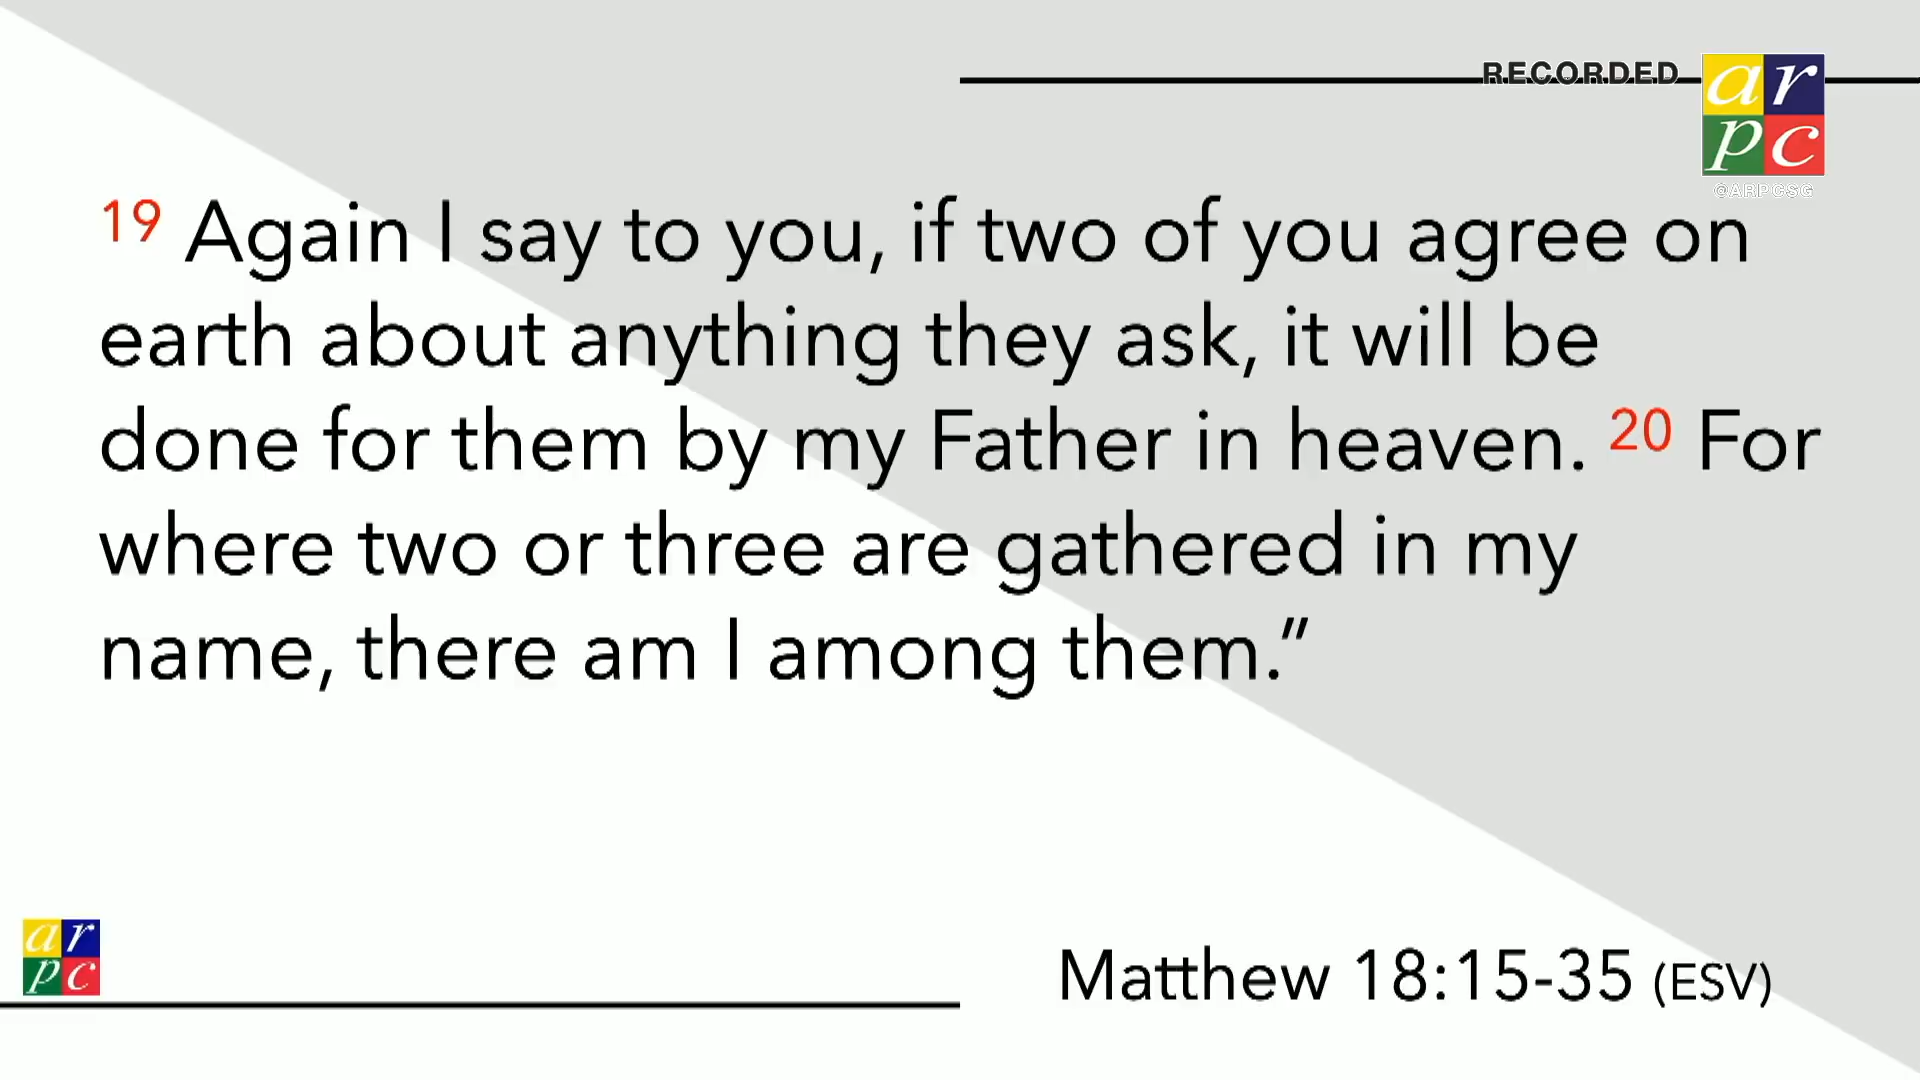 RECORDED
ar
pc
@ARPCSG
19 Again I say to you, if two of you agree on
earth about anything they ask, it will be
done for them by my Father in heaven. 20 For
where two or three are gathered in my
name, there am I among them.”
ar
pc
Matthew 18:15-35 (ESV)